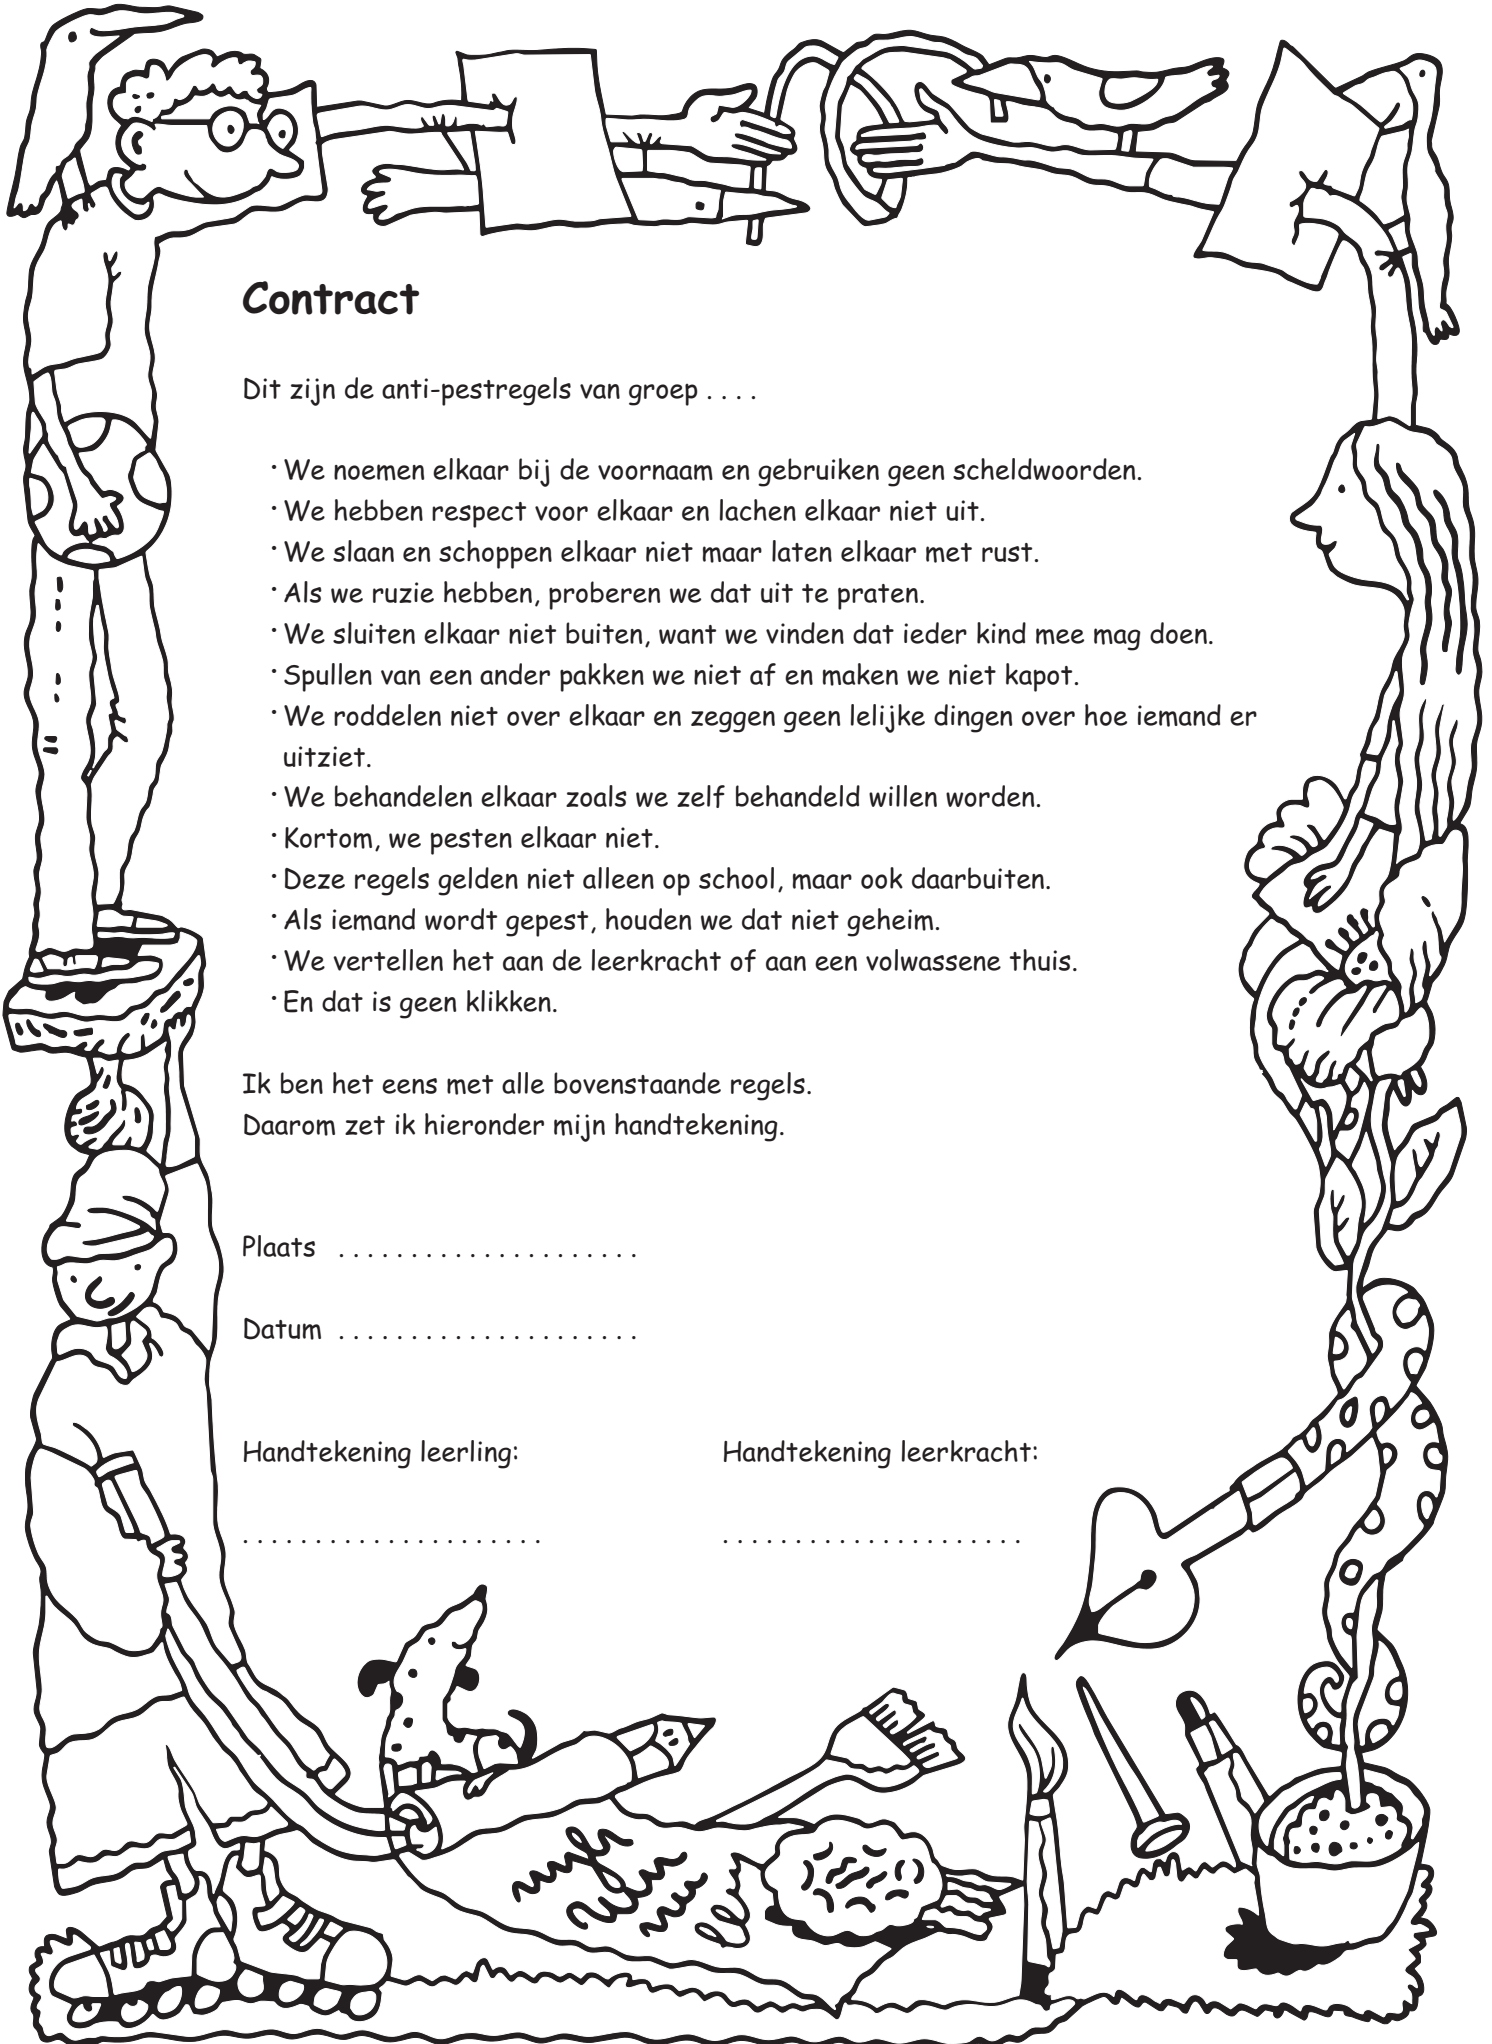 Contract
Dit zijn de anti-pestregels van groep . . . .
· We noemen elkaar bij de voornaam en gebruiken geen scheldwoorden.
· We hebben respect voor elkaar en lachen elkaar niet uit.
· We slaan en schoppen elkaar niet maar laten elkaar met rust.
· Als we ruzie hebben, proberen we dat uit te praten.
· We sluiten elkaar niet buiten, want we vinden dat ieder kind mee mag doen.
· Spullen van een ander pakken we niet af en maken we niet kapot.
· We roddelen niet over elkaar en zeggen geen lelijke dingen over hoe iemand er
uitziet.
· We behandelen elkaar zoals we zelf behandeld willen worden.
· Kortom, we pesten elkaar niet.
· Deze regels gelden niet alleen op school, maar ook daarbuiten.
· Als iemand wordt gepest, houden we dat niet geheim.
· We vertellen het aan de leerkracht of aan een volwassene thuis.
· En dat is geen klikken.
Ik ben het eens met alle bovenstaande regels.
Daarom zet ik hieronder mijn handtekening.
Plaats . . . . . . . . . . . . . . . . . . . . .
Datum . . . . . . . . . . . . . . . . . . . . .
Handtekening leerling: Handtekening leerkracht:
. . . . . . . . . . . . . . . . . . . . . . . . . . . . . . . . . . . . . . . . . .